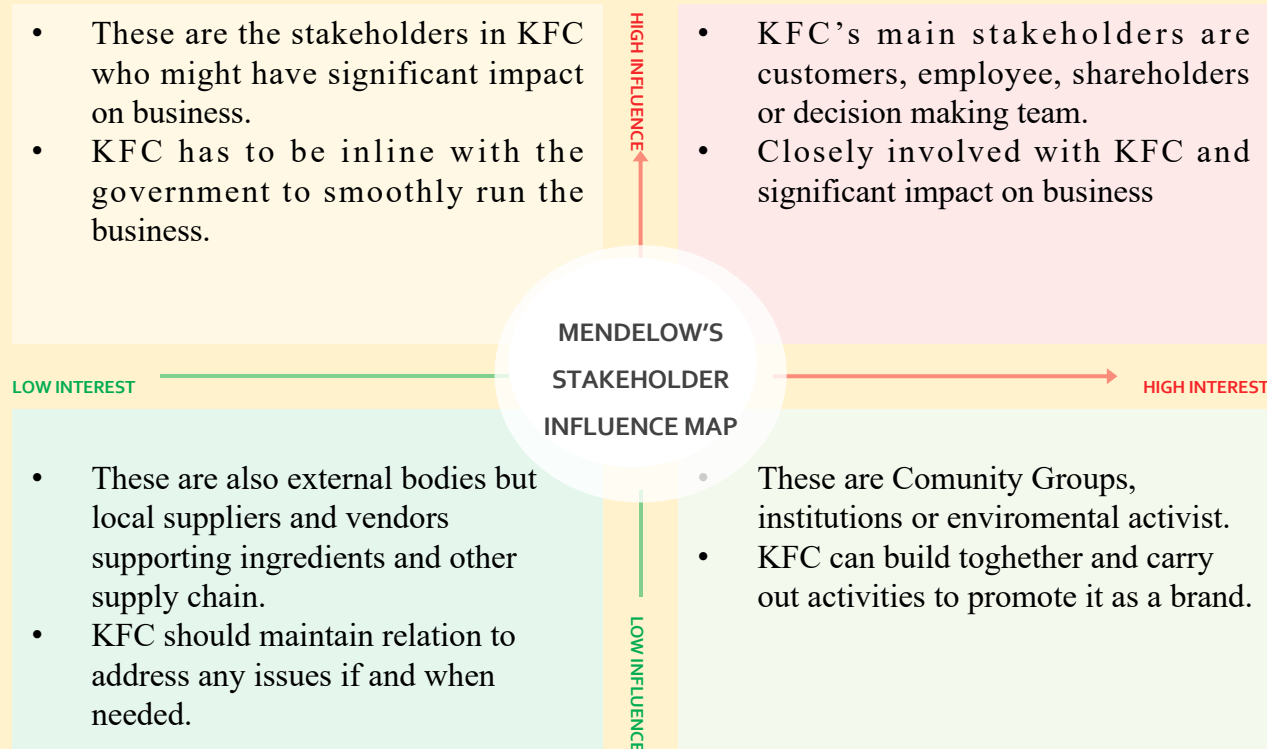 • These are the stakeholders in KFC
who might have significant impact
on business.
• KFC has to be inline with the
government to smoothly run the
business.
HIGH INFLUENCE
• KFC’s main stakeholders are
customers, employee, shareholders
or decision making team.
• Closely involved with KFC and
significant impact on business
MENDELOW’S
STAKEHOLDER
INFLUENCE MAP
LOW INTEREST
HIGH INTEREST
• These are also external bodies but
local suppliers and vendors
supporting ingredients and other
supply chain.
• KFC should maintain relation to
address any issues if and when
needed.
LOW INFLUENCE
• These are Comunity Groups,
institutions or enviromental activist.
• KFC can build toghether and carry
out activities to promote it as a brand.